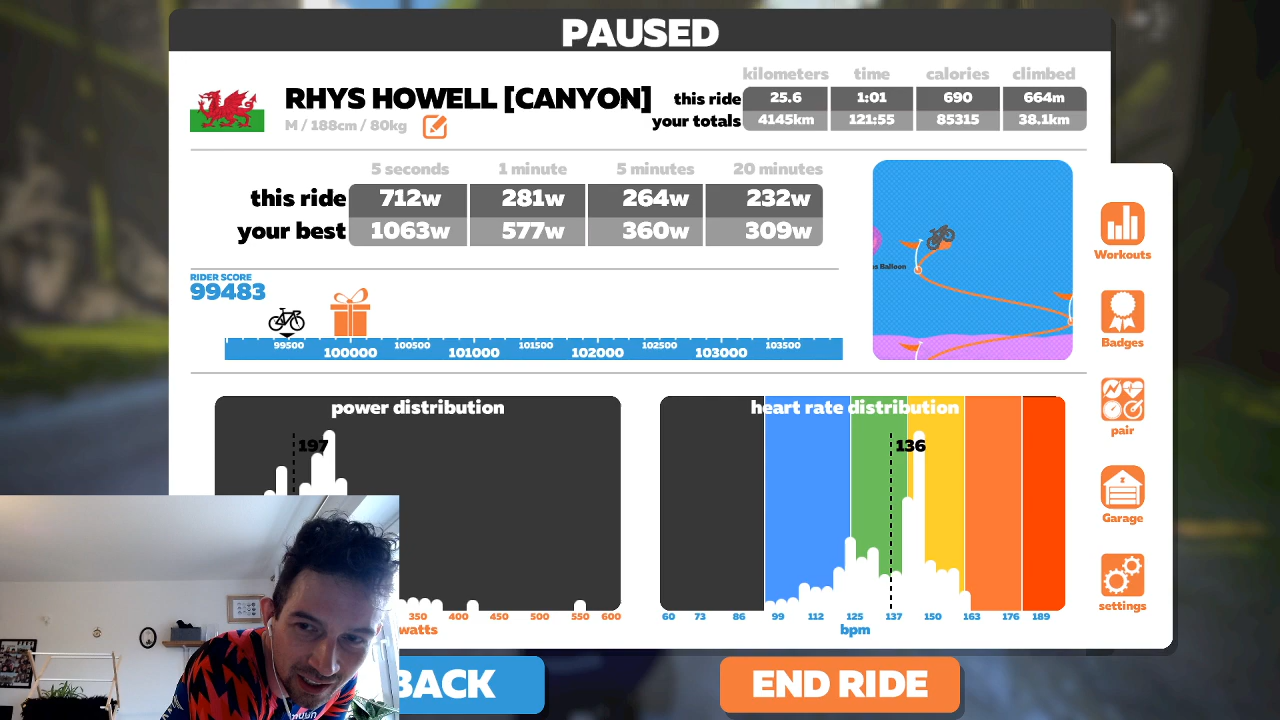 PAUSED
RHYS HOWELL [CANYON]
M / 188cm / 80kg
kilometers time calories climbed
this ride 25.6 1:01 690 664m
your totals 4145km 121:55 85315 38.1km
5 seconds 1 minute 5 minutes 20 minutes
this ride 712w 281w 264w 232w
your best 1063w 577w 360w 309w
RIDER SCORE
99483
99500 100000 100500 101000 101500 102000 102500 103000 103500
Balloon
Workouts
Badges
pair
Garage
settings
power distribution
197
350 400 450 500 550 600
watts
heart rate distribution
136
60 73 86 99 112 125 137 150 163 176 189
bpm
BACK
END RIDE